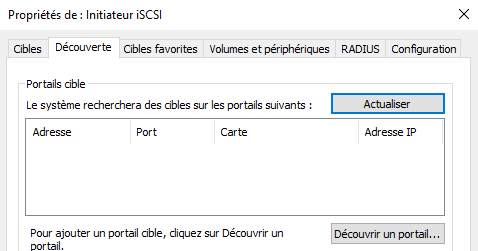 Propriétés de : Initiateur iSCSI
Cibles Découverte Cibles favorites Volumes et périphériques RADIUS Configuration
Portails cible
Le système recherchera des cibles sur les portails suivants : Actualiser
Adresse Port Carte Adresse IP
Pour ajouter un portail cible, cliquez sur Découvrir un Découvrir un portail...
portail.